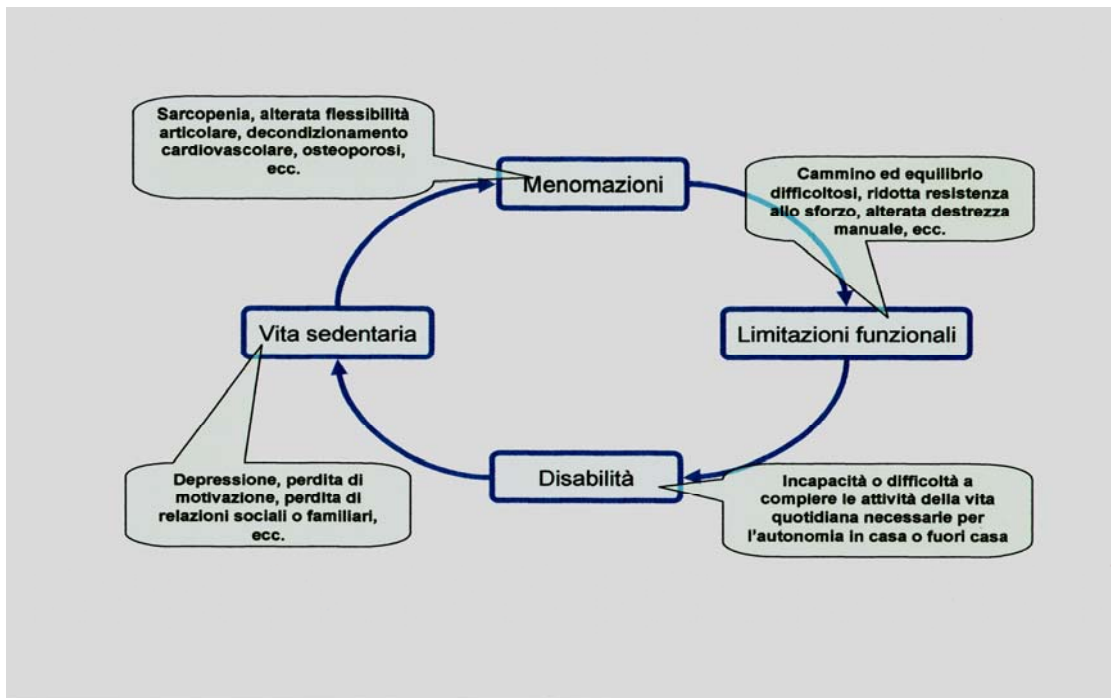 Sarcopenia, alterata flessibilità
articolare, decondizionamento
cardiovascolare, osteoporosi,
ecc.
Menomazioni
Cammino ed equilibrio
difficoltosi, ridotta resistenza
allo sforzo, alterata destrezza
manuale, ecc.
Vita sedentaria
Limitazioni funzionali
Depressione, perdita di
motivazione, perdita di
relazioni sociali o familiari,
ecc.
Disabilità
Incapacità o difficoltà a
compiere le attività della vita
quotidiana necessarie per
l'autonomia in casa o fuori casa